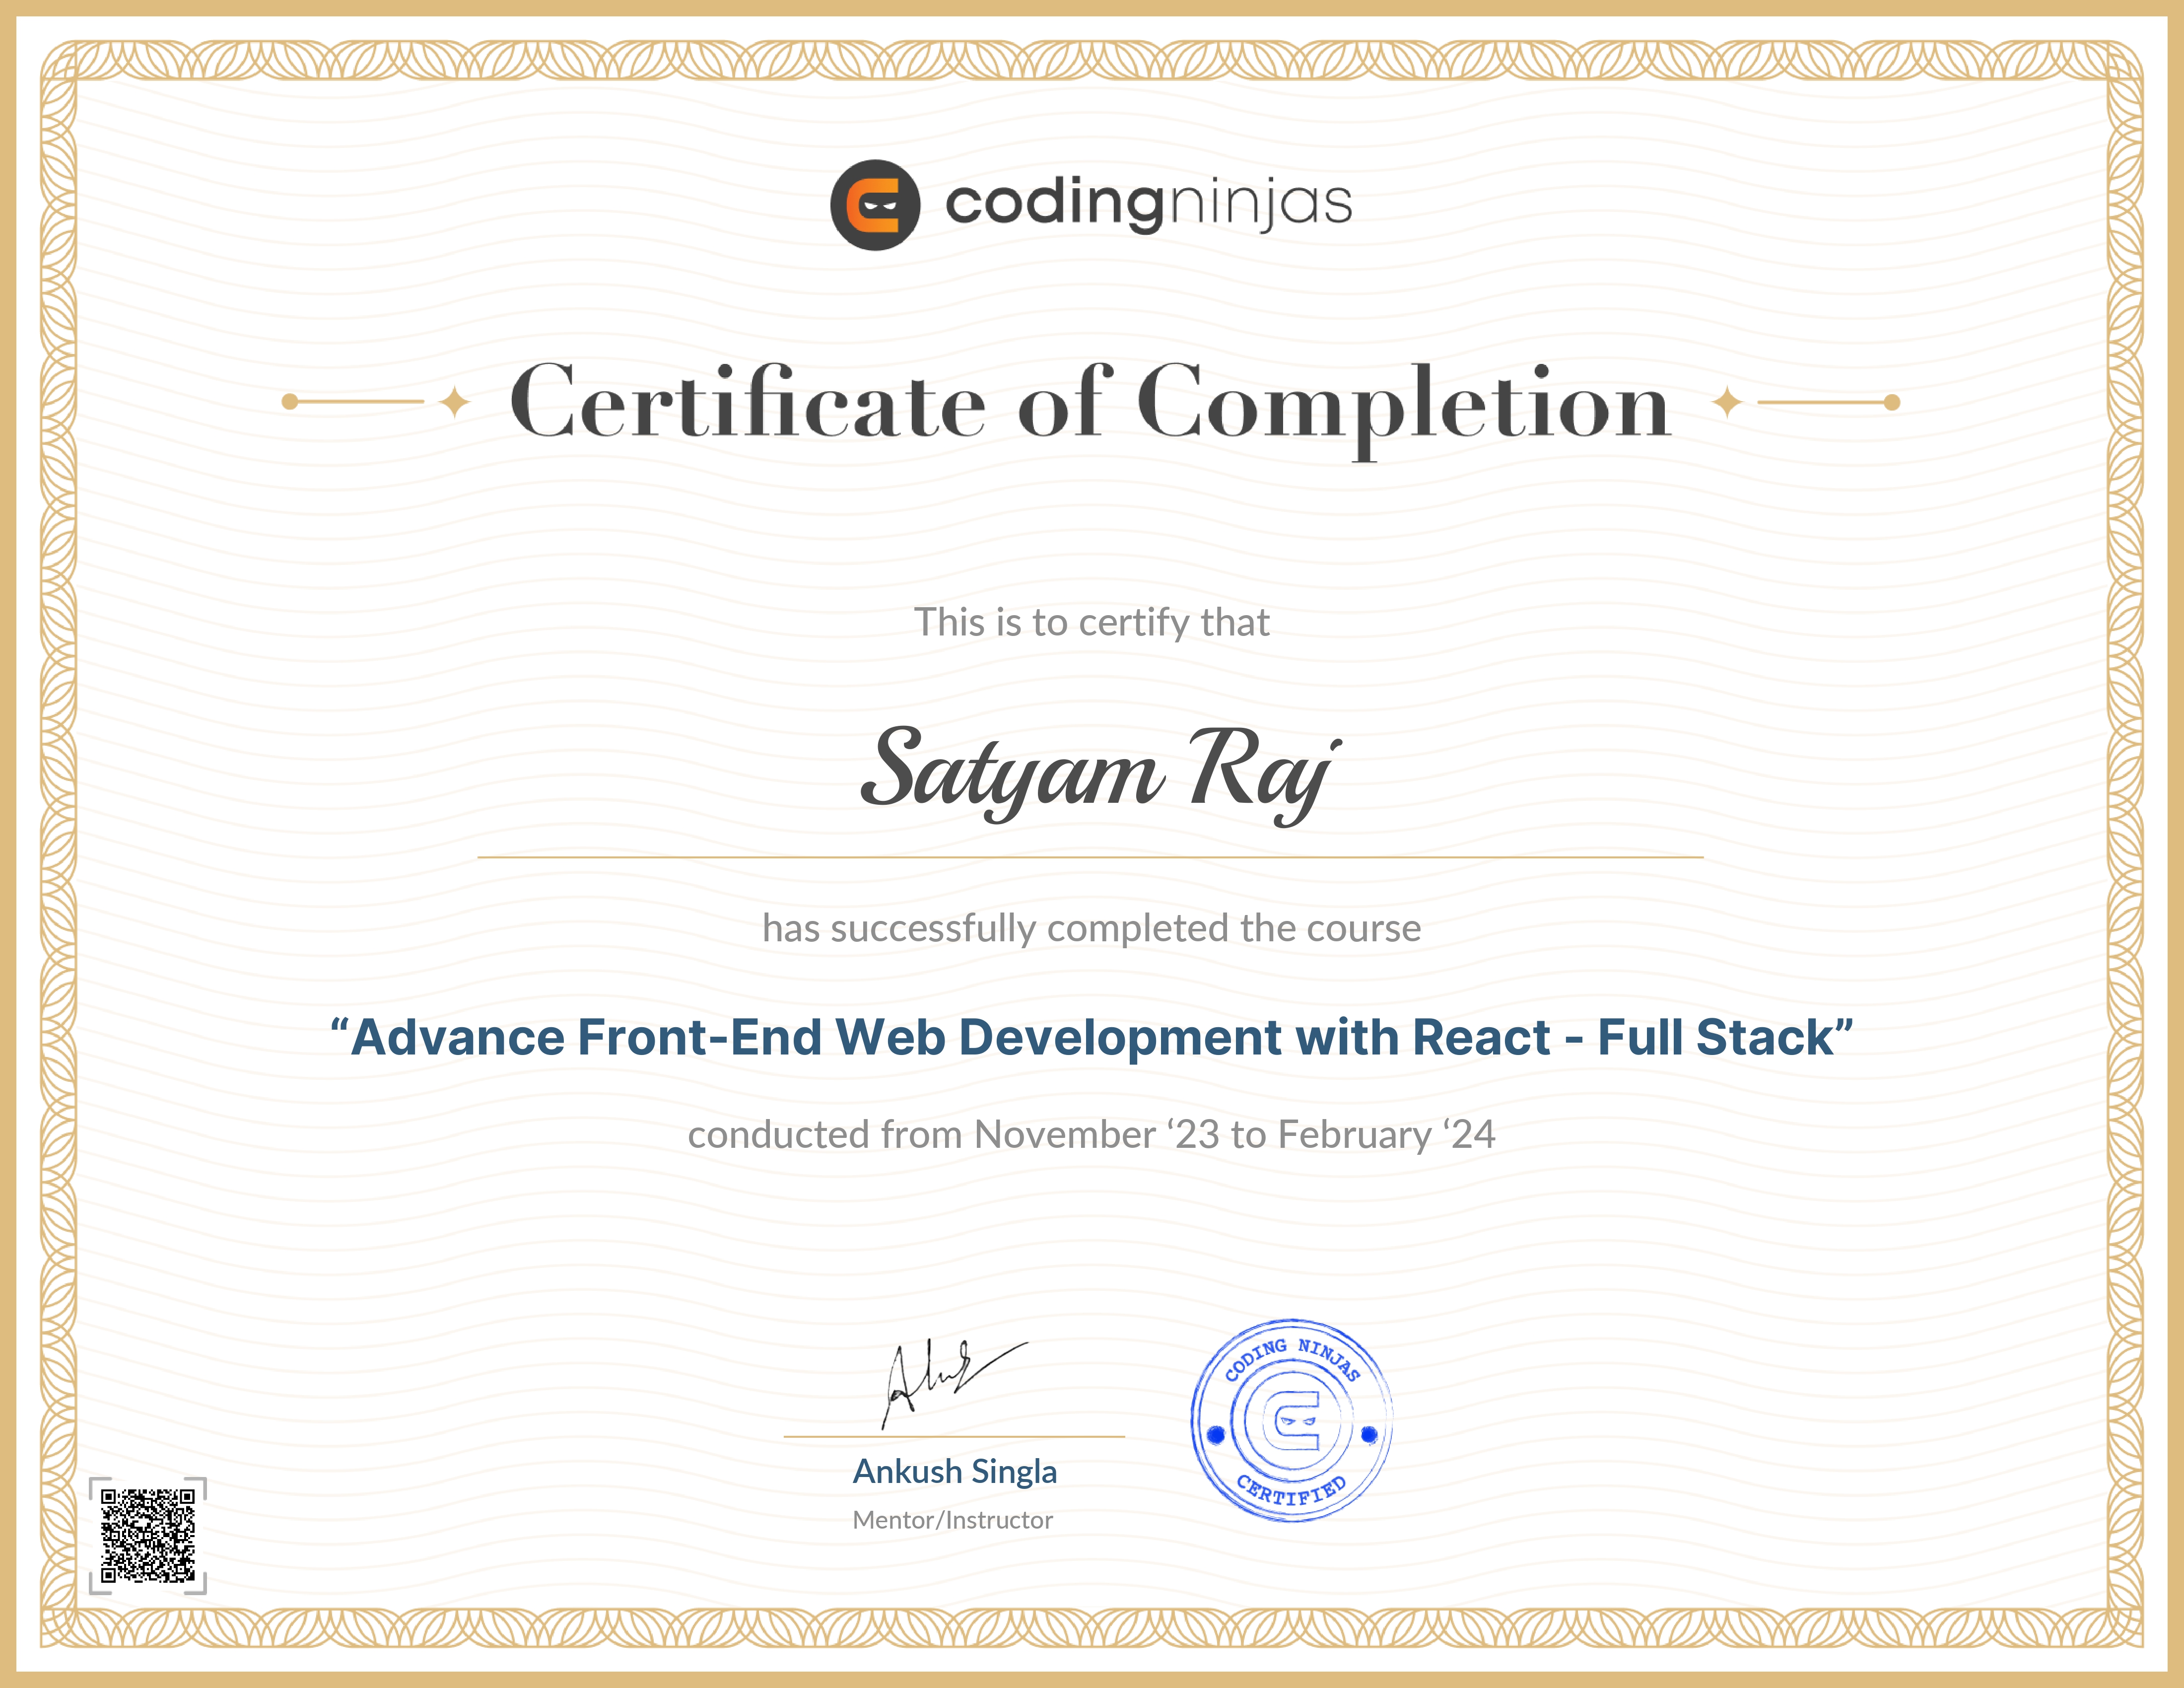 codingninjas
Certificate of Completion
This is to certify that
Satyam Raj
has successfully completed the course
“Advance Front-End Web Development with React - Full Stack”
conducted from November ‘23 to February ‘24
CODING NINJAS
CERTIFIED
Ankush Singla
Mentor/Instructor